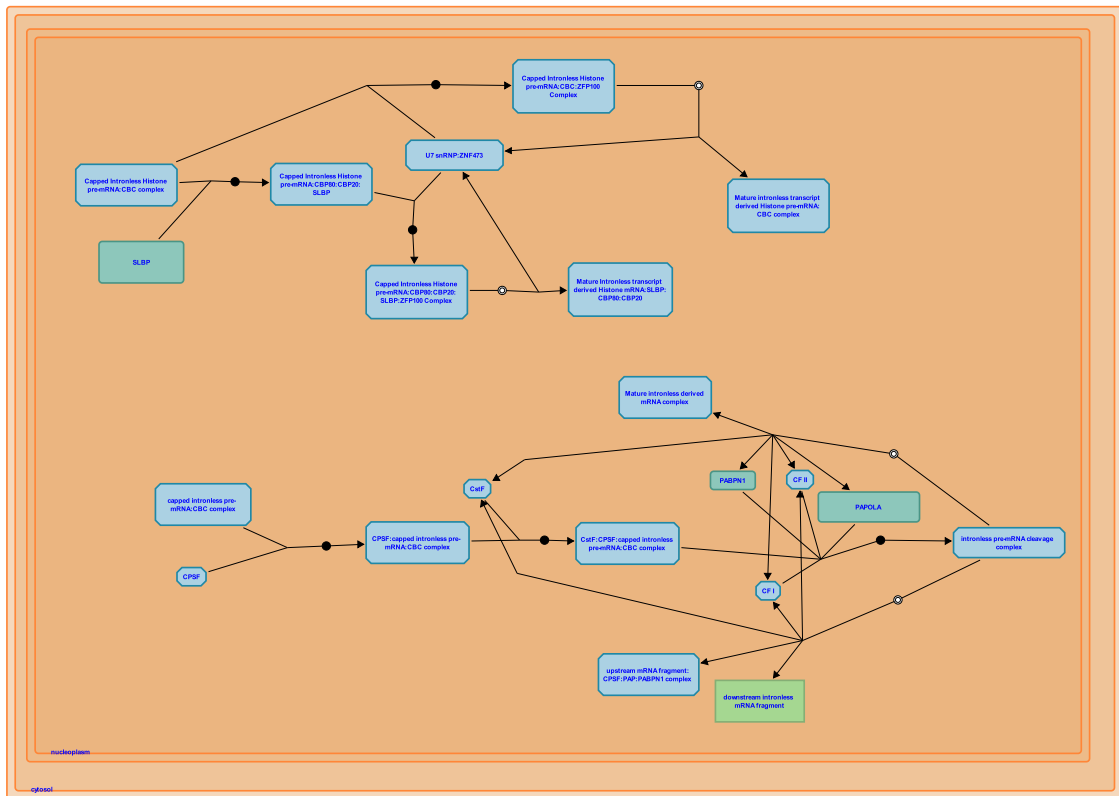 Capped Intronless Histone
pre-mRNA:CBC:ZFP100
Complex
U7 snRNP:ZNF473
Capped Intronless Histone
pre-mRNA:CBC complex
Capped Intronless Histone
pre-mRNA:CBP80:CBP20:
SLBP
Mature intronless transcript
derived Histone pre-mRNA:
CBC complex
SLBP
Capped Intronless Histone
pre-mRNA:CBP80:CBP20:
SLBP:ZFP100 Complex
Mature Intronless transcript
derived Histone mRNA:SLBP:
CBP80:CBP20
Mature intronless derived
mRNA complex
PABPN1
CF II
CstF
PAPOLA
capped intronless pre-
mRNA:CBC complex
CPSF:capped intronless pre-
mRNA:CBC complex
CstF:CPSF:capped intronless
pre-mRNA:CBC complex
intronless pre-mRNA cleavage
complex
CPSF
CF I
upstream mRNA fragment:
CPSF:PAP:PABPN1 complex
downstream intronless
mRNA fragment
nucleoplasm
cytosol